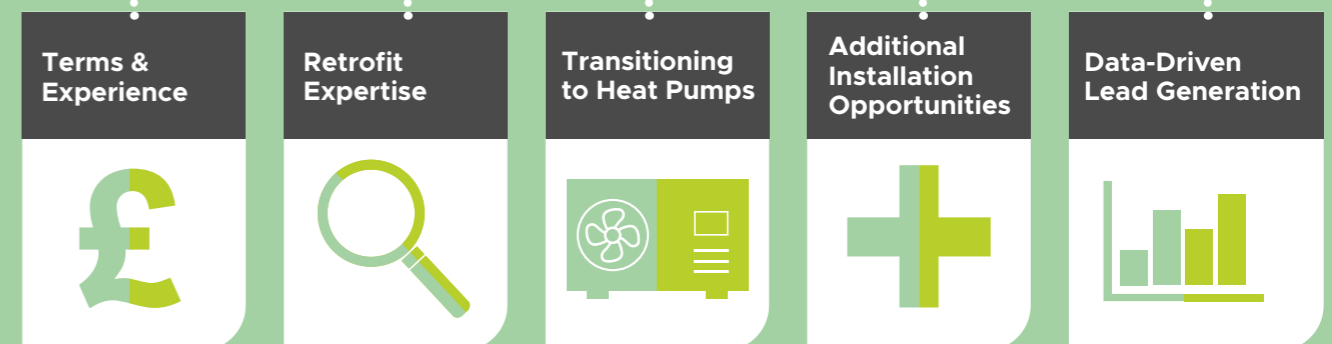 Terms &
Experience
Retrofit
Expertise
Transitioning
to Heat Pumps
Additional
Installation
Opportunities
Data-Driven
Lead Generation
£